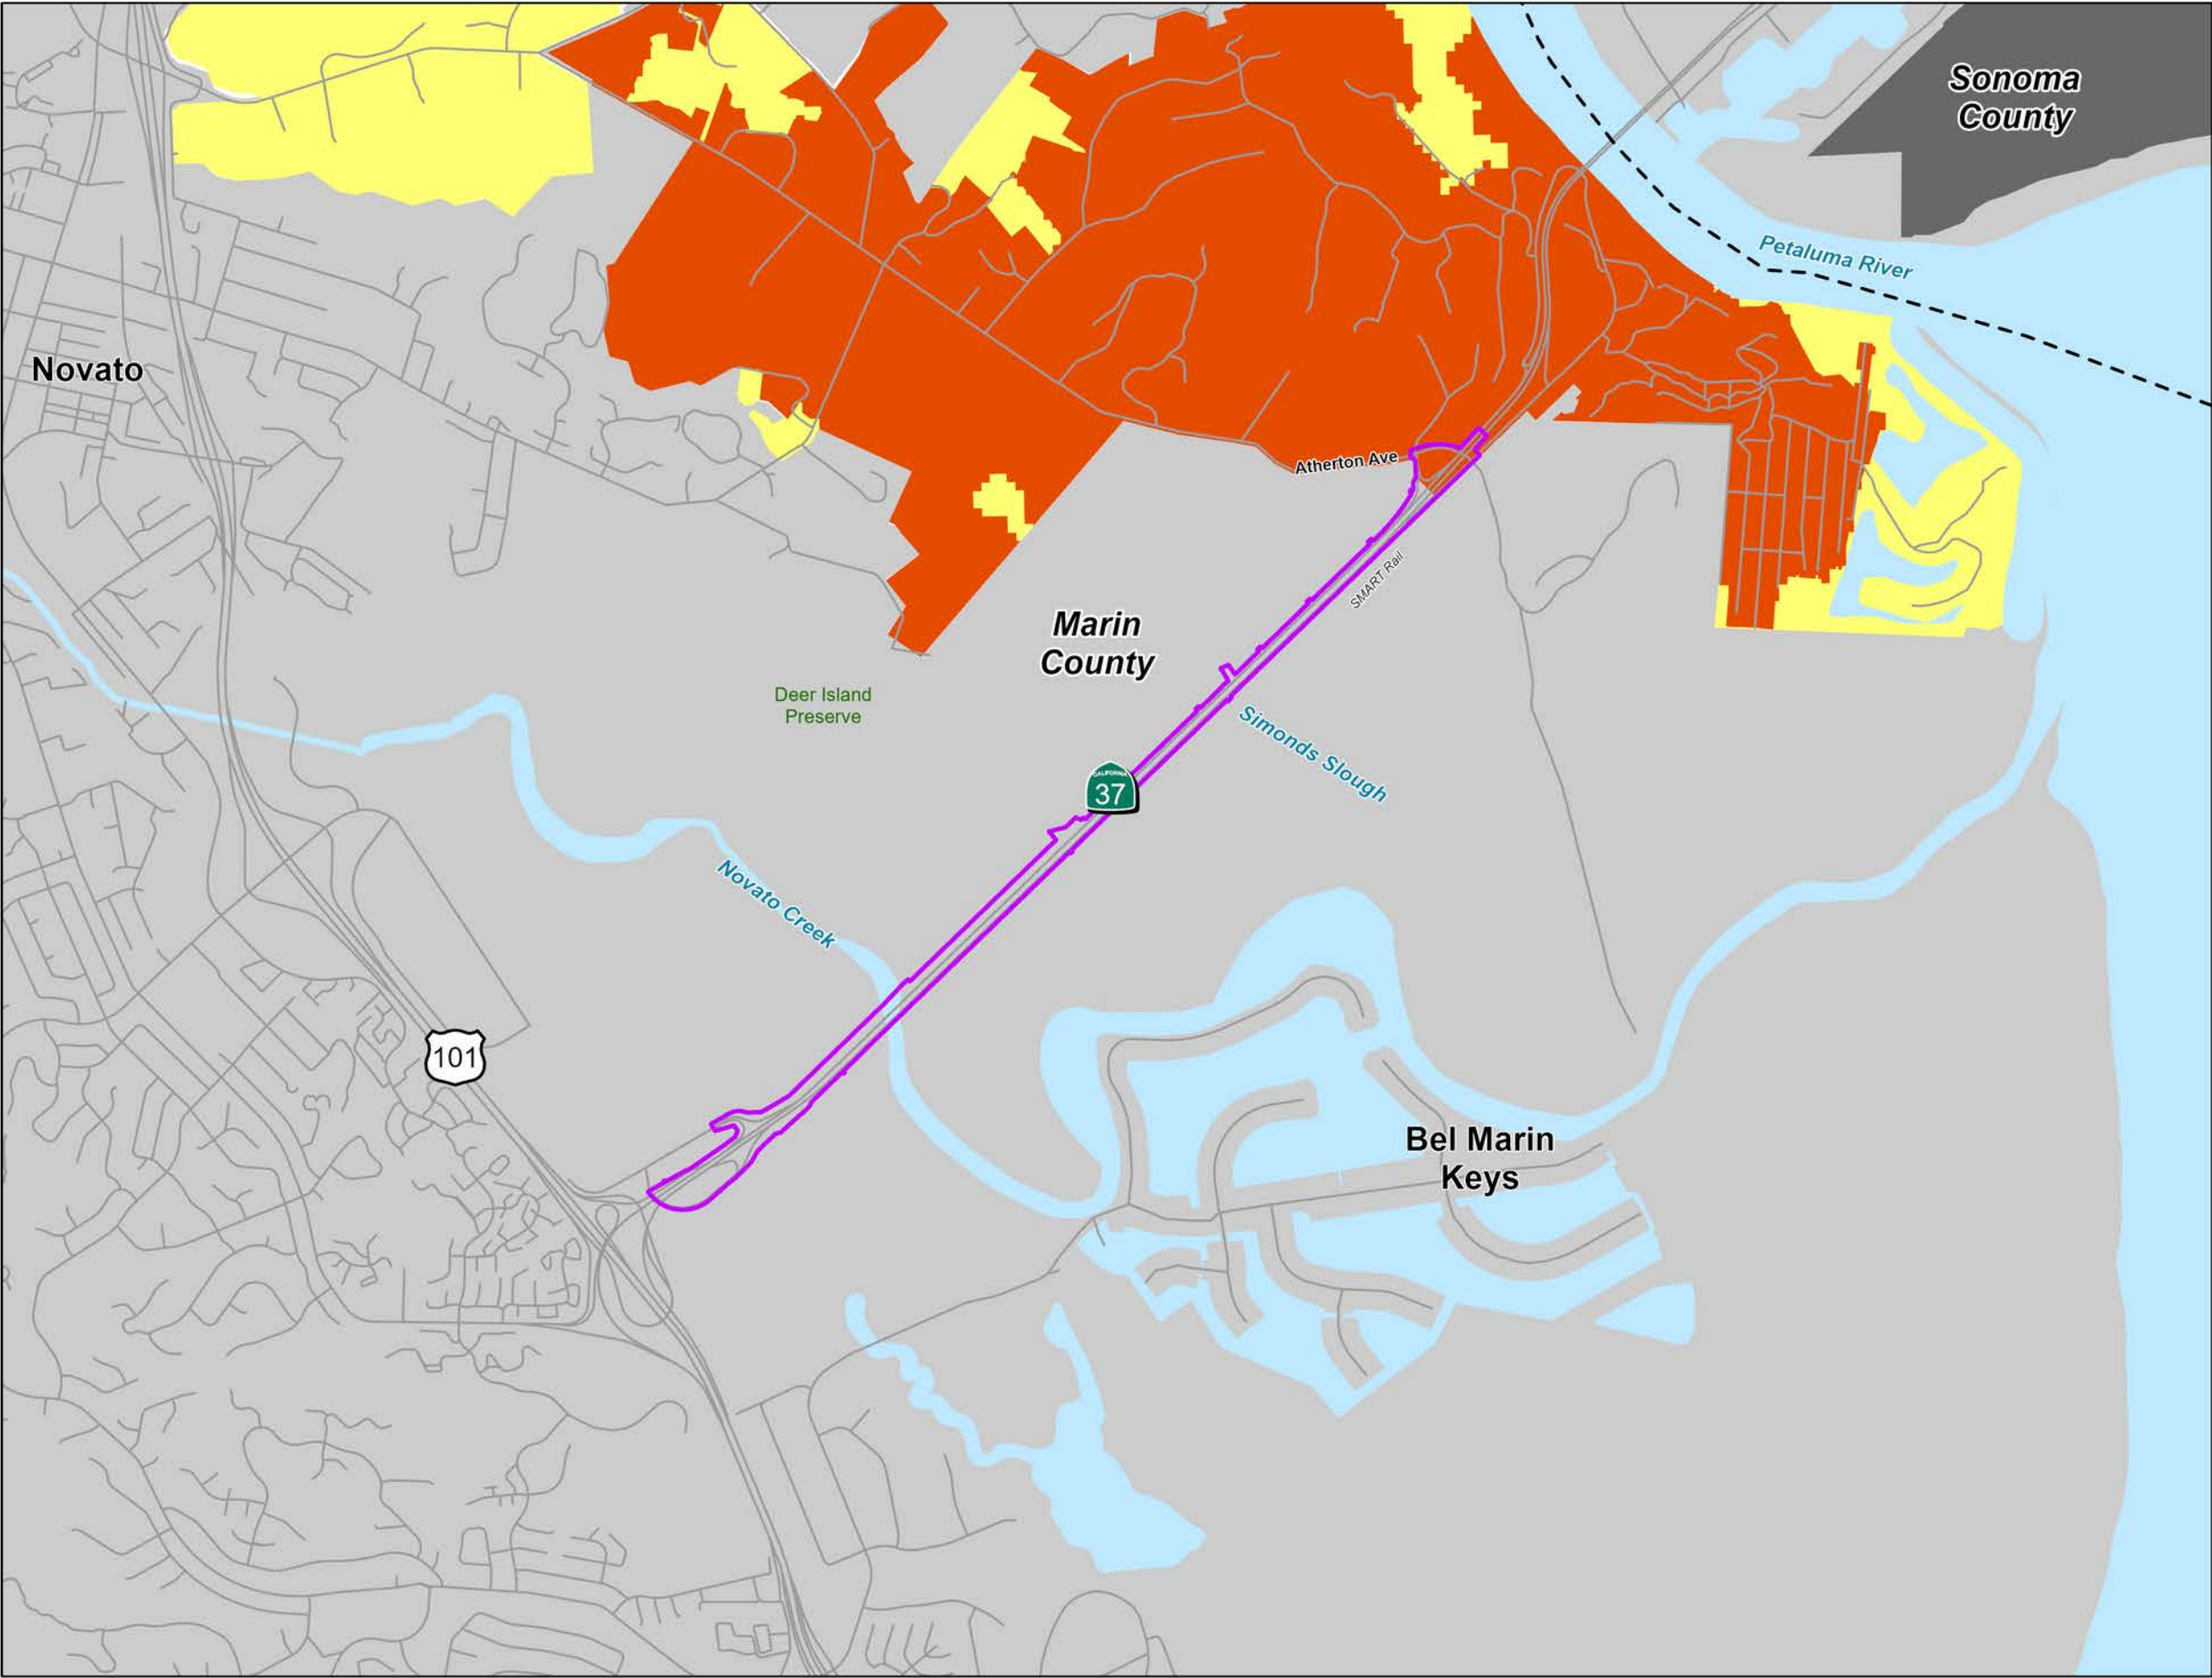 Sonoma
County
Petaluma River
Novato
Atherton Ave
SMART Rail
Marin
County
Deer Island
Preserve
Simonds Slough
CALIFORNIA
37
Novato Creek
101
Bel Marin
Keys